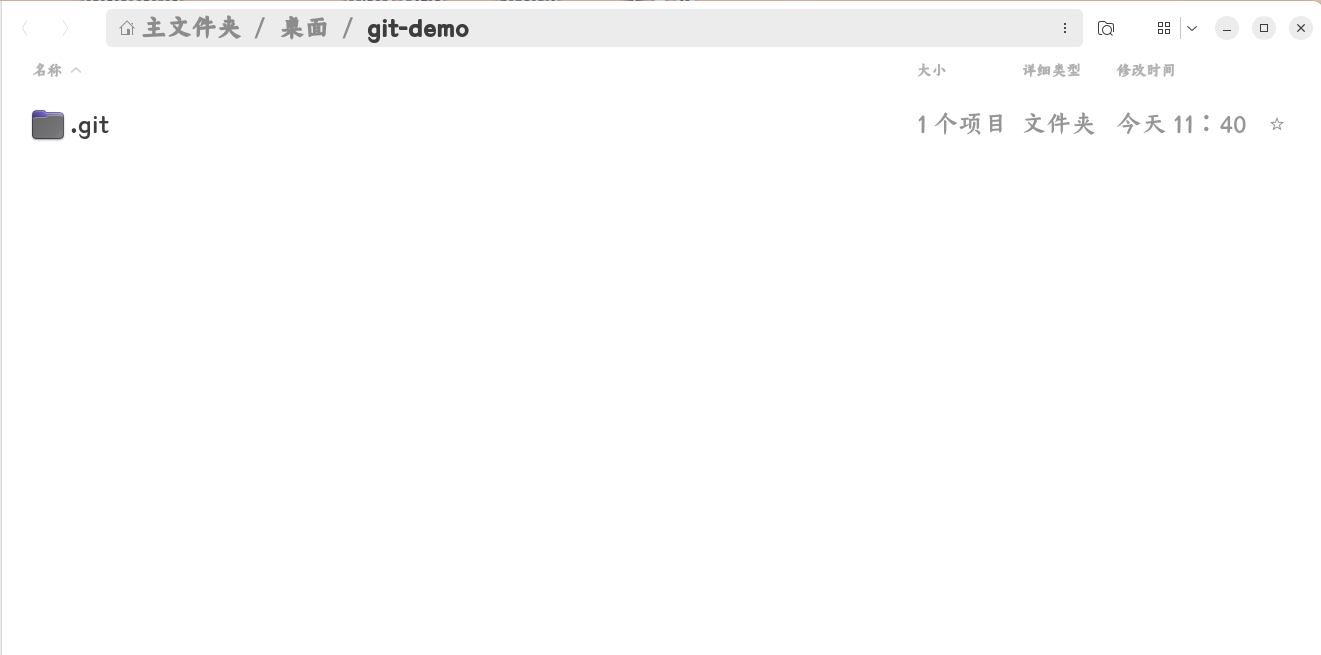 主文件夹 / 桌面 / git-demo
名称 大小 详细类型 修改时间
.git 1 个项目 文件夹 今天 11：40